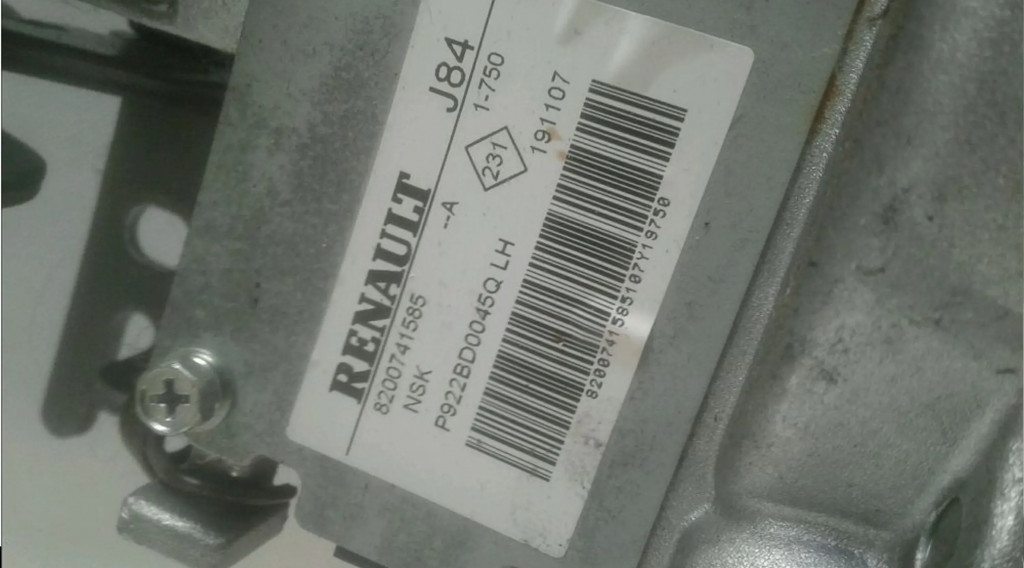 RENAULT J84
8200741585 --A 231 1-750
NSK
P922BD0045Q LH 191107
8200741585107Y19750